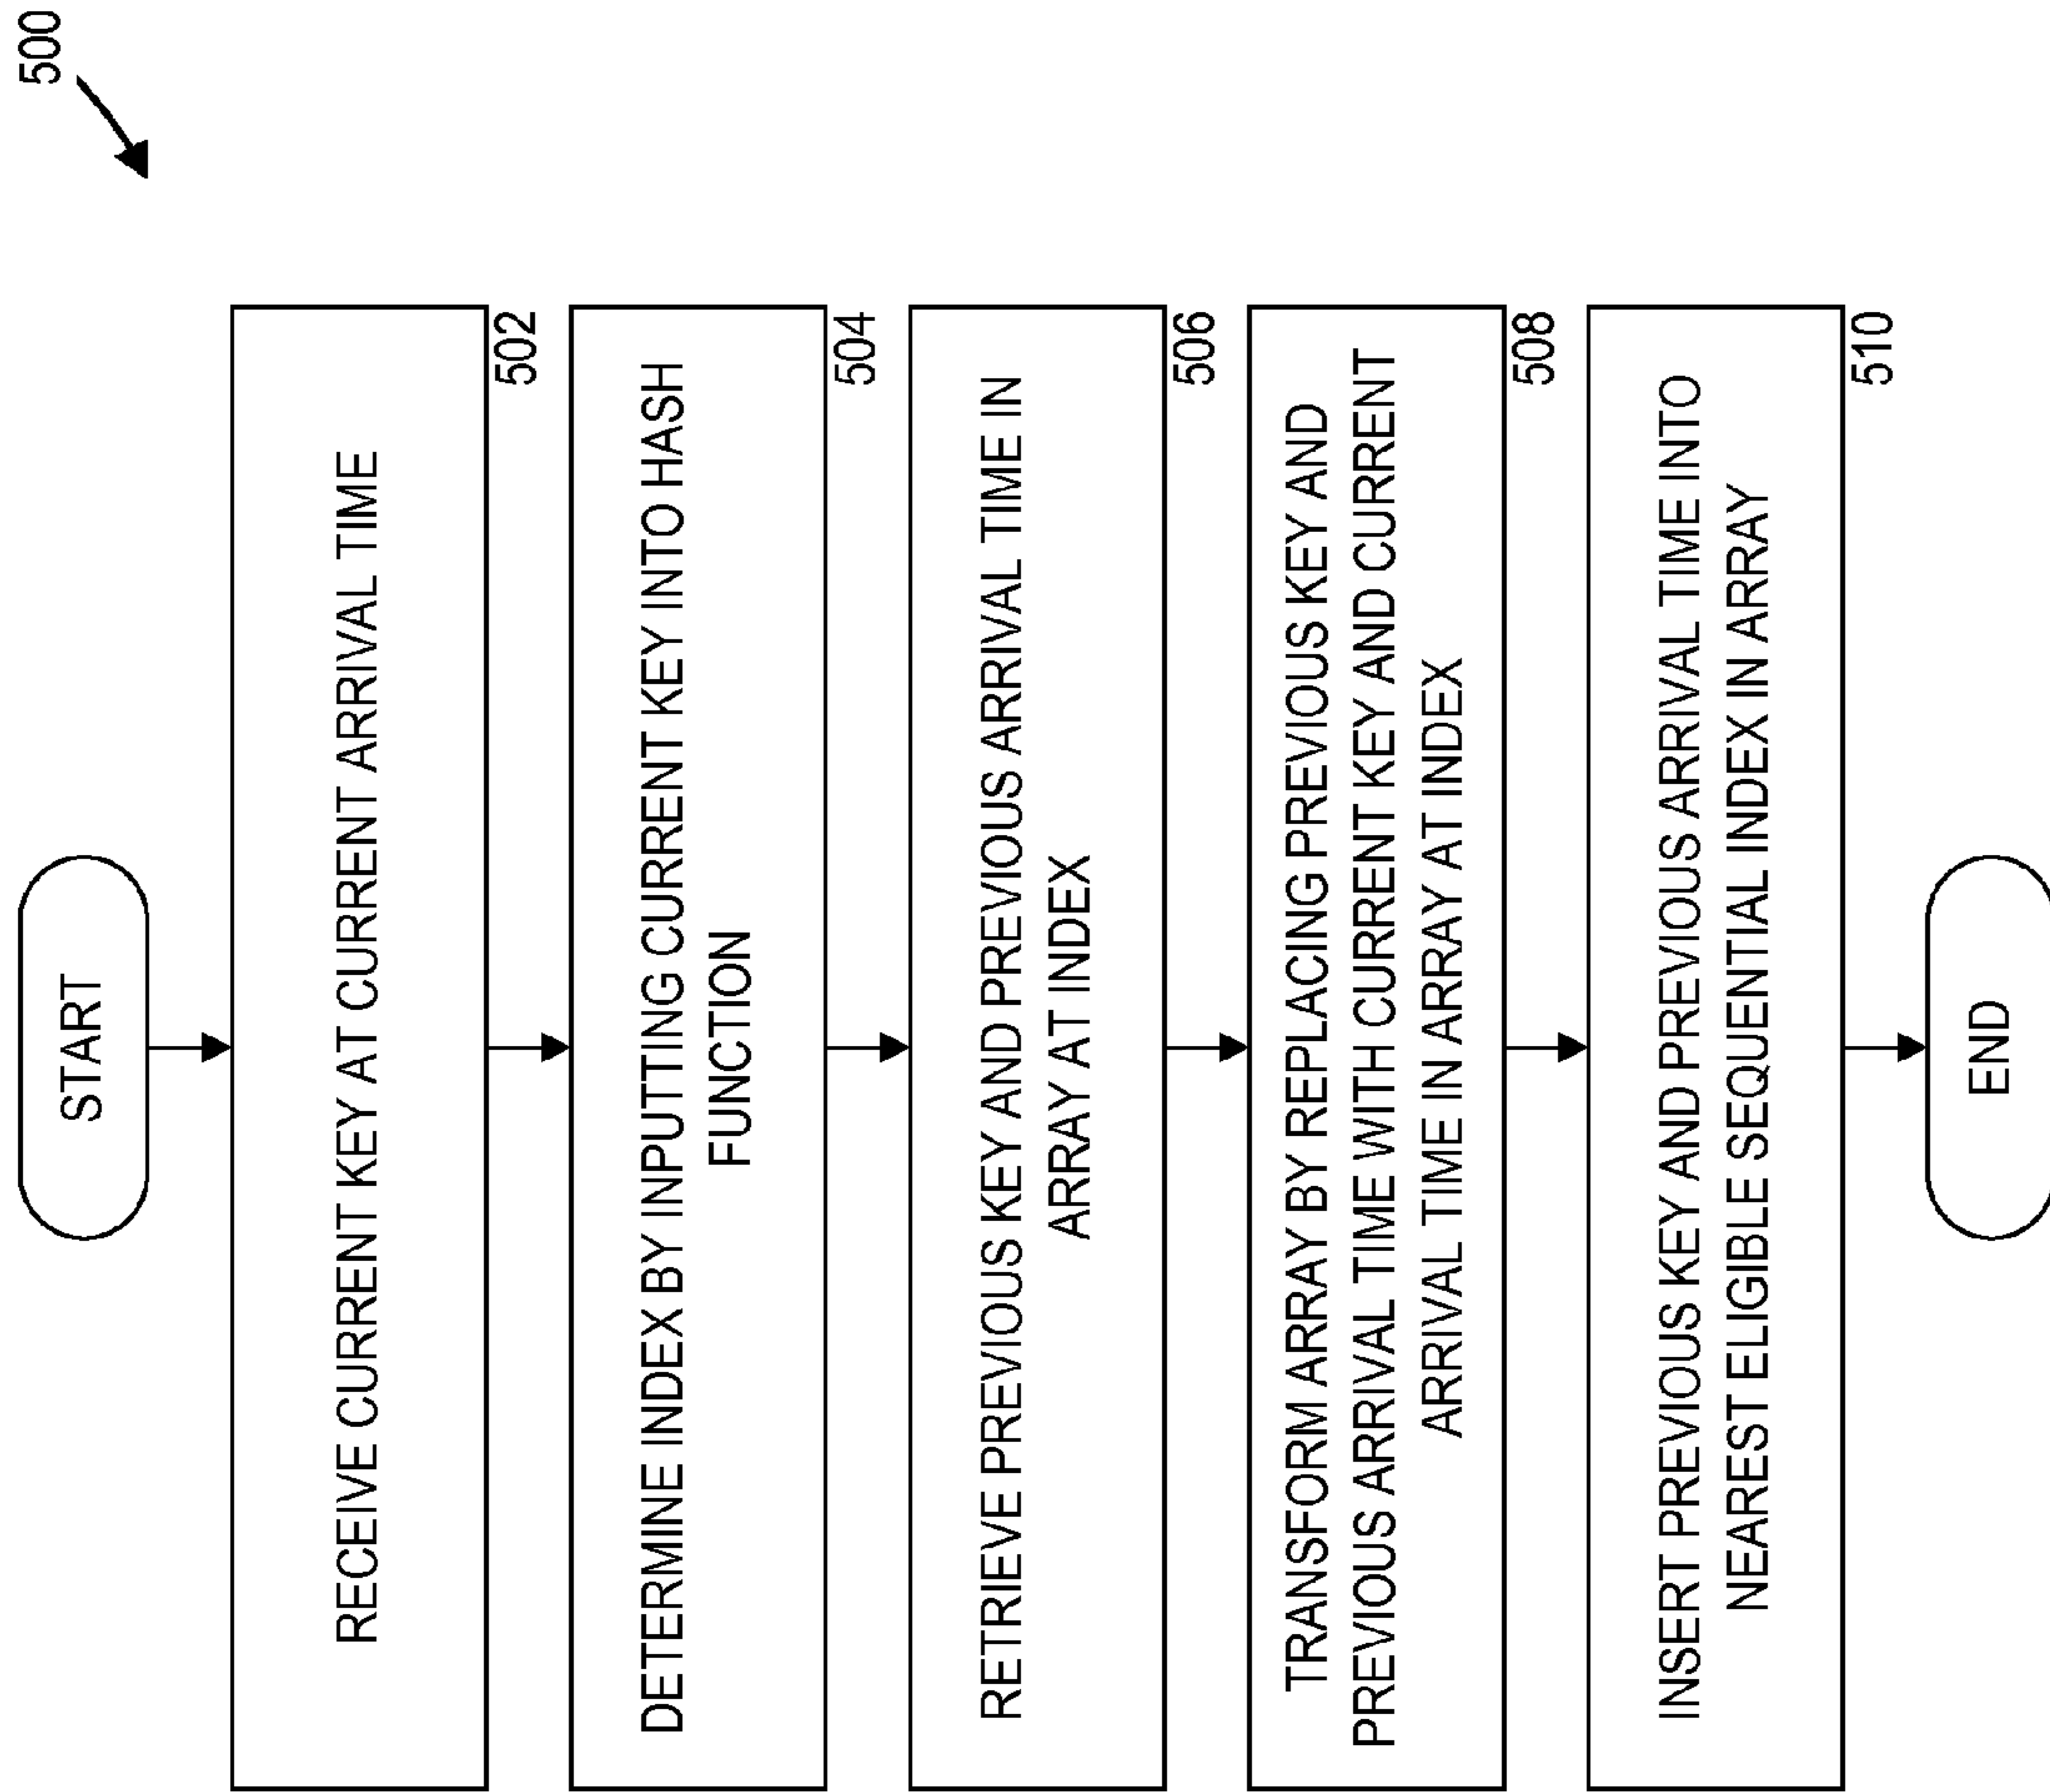 500
START
RECEIVE CURRENT KEY AT CURRENT ARRIVAL TIME
502
DETERMINE INDEX BY INPUTTING CURRENT KEY INTO HASH
FUNCTION
504
RETRIEVE PREVIOUS KEY AND PREVIOUS ARRIVAL TIME IN
ARRAY AT INDEX
506
TRANSFORM ARRAY BY REPLACING PREVIOUS KEY AND
PREVIOUS ARRIVAL TIME WITH CURRENT KEY AND CURRENT
ARRIVAL TIME IN ARRAY AT INDEX
508
INSERT PREVIOUS KEY AND PREVIOUS ARRIVAL TIME INTO
NEAREST ELIGIBLE SEQUENTIAL INDEX IN ARRAY
510
END